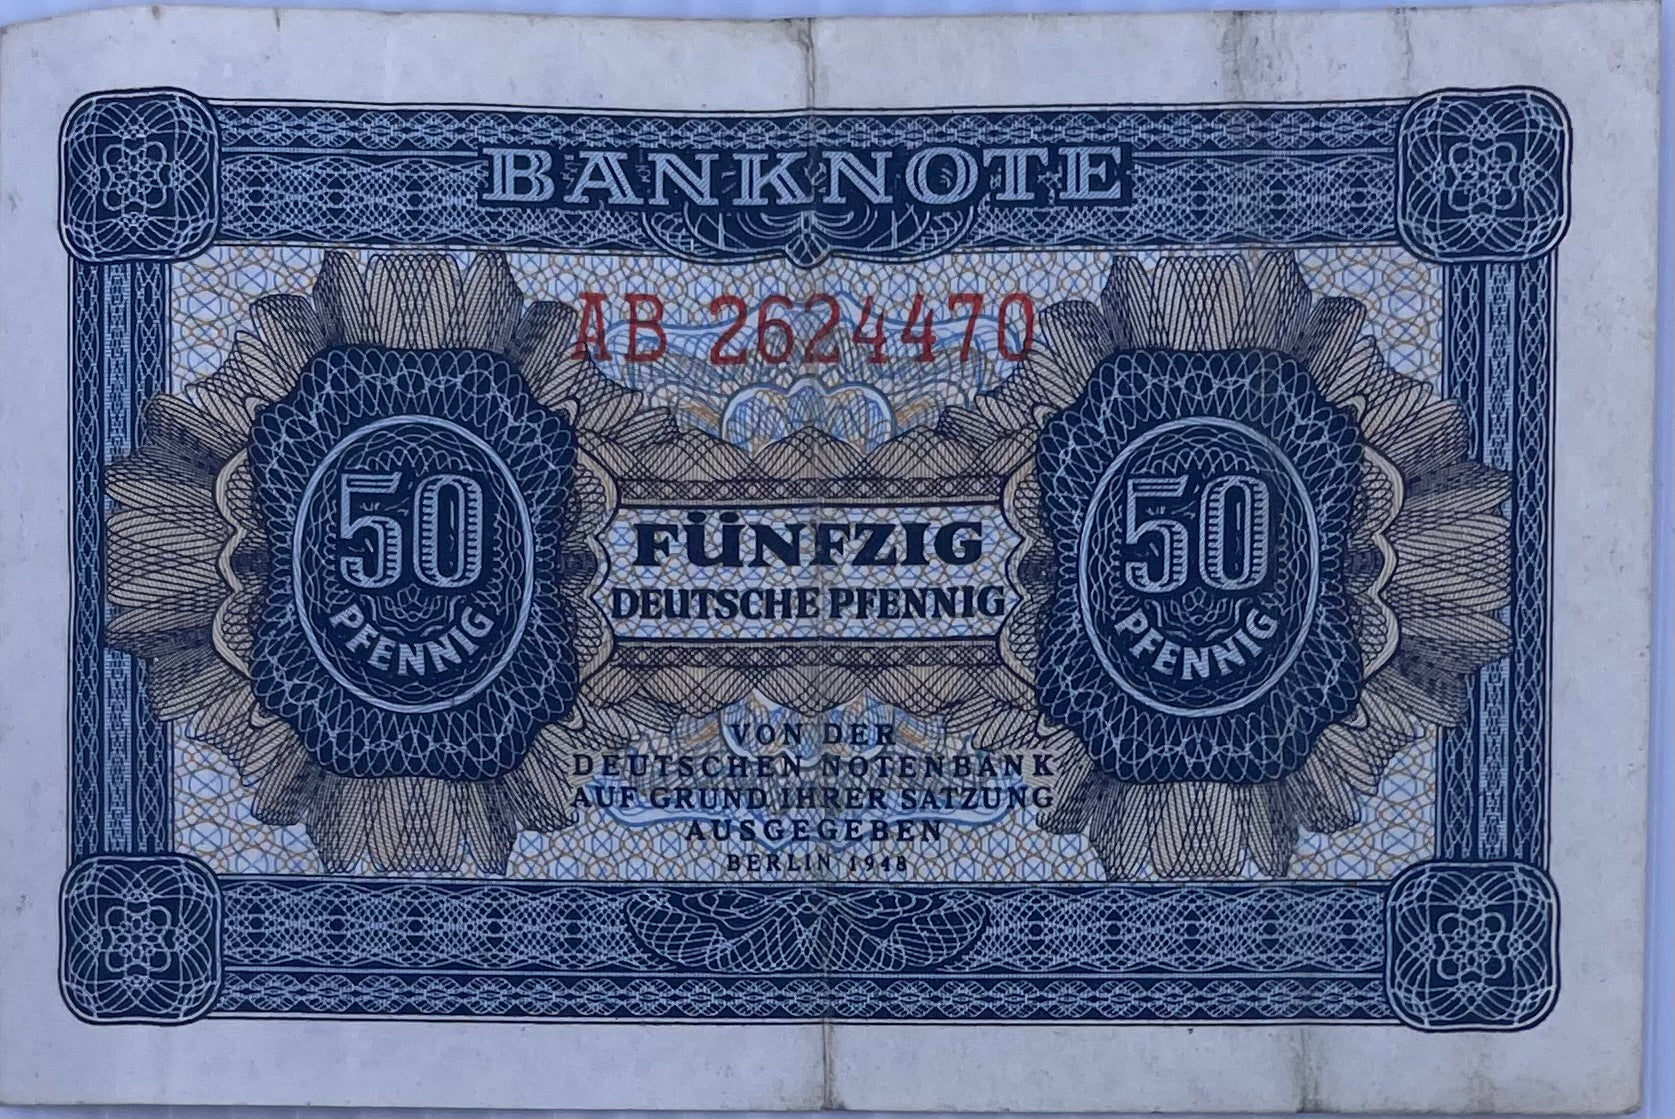 BANKNOTE
AB 2624470
50
PFENNIG
FÜNFZIG
DEUTSCHE PFENNIG
50
PFENNIG
VON DER
DEUTSCHEN NOTENBANK
AUF GRUND IHRER SATZUNG
AUSGEGEBEN
BERLIN 1948